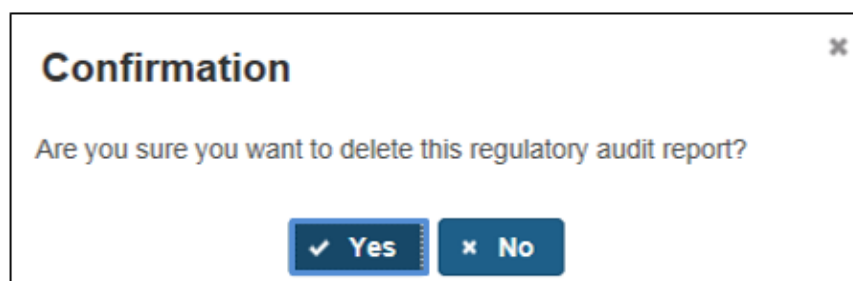 Confirmation
Are you sure you want to delete this regulatory audit report?
Yes No